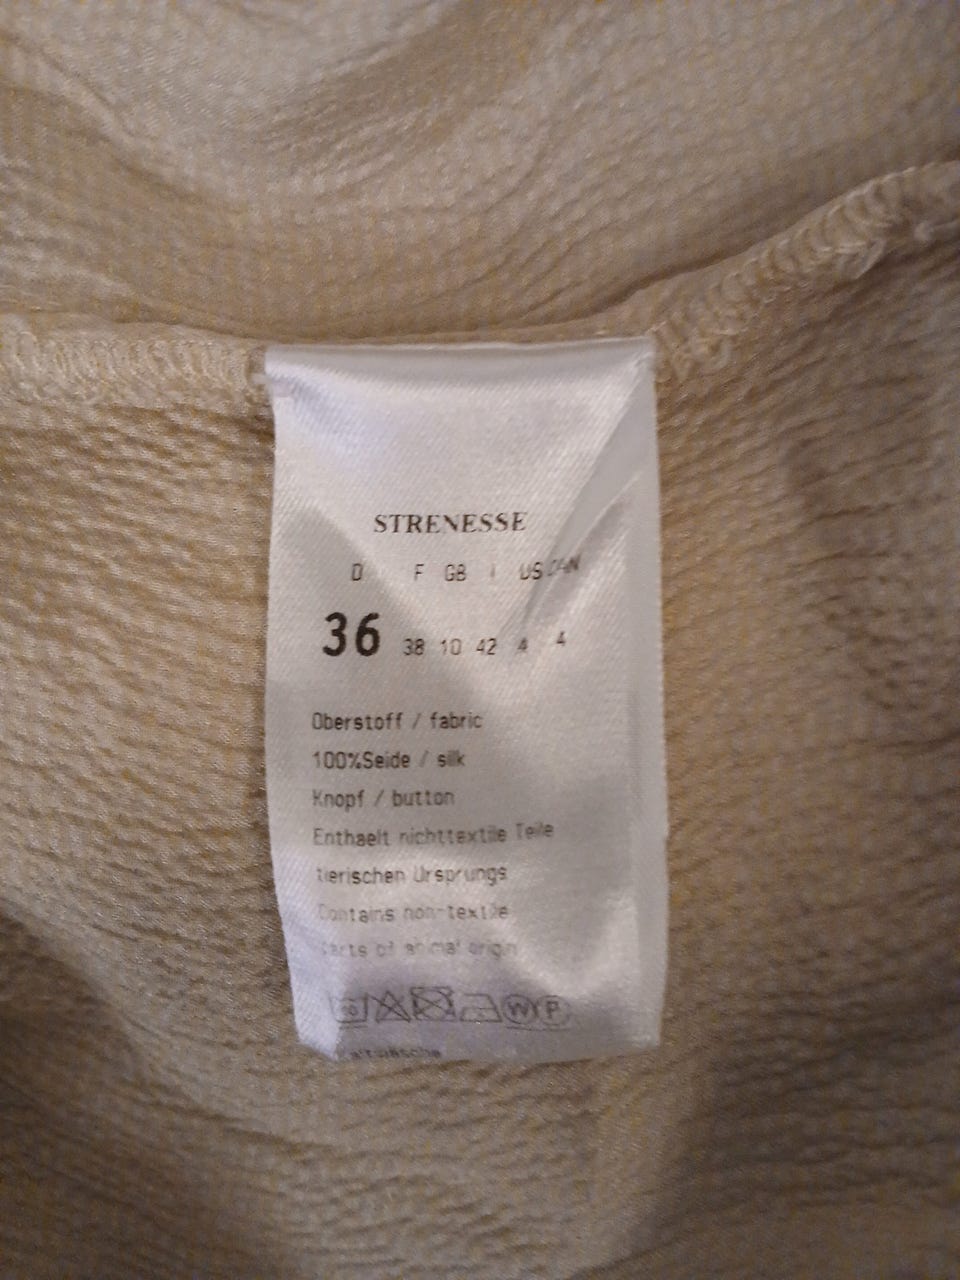 STRENESSE
D F GB I US CAN
36 38 10 42 4 4
Oberstoff / fabric
100%Seide / silk
Knopf / button
Enthaelt nichttextile Teile
tierischen Ursprungs
Contains non-textile
parts of animal origin
W P